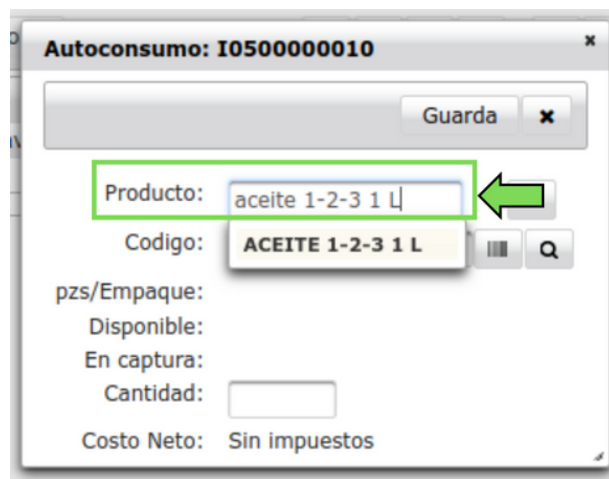 Autoconsumo: I0500000010
Guarda
Producto: aceite 1-2-3 1 L
Codigo: ACEITE 1-2-3 1 L
pzs/Empaque:
Disponible:
En captura:
Cantidad:
Costo Neto: Sin impuestos